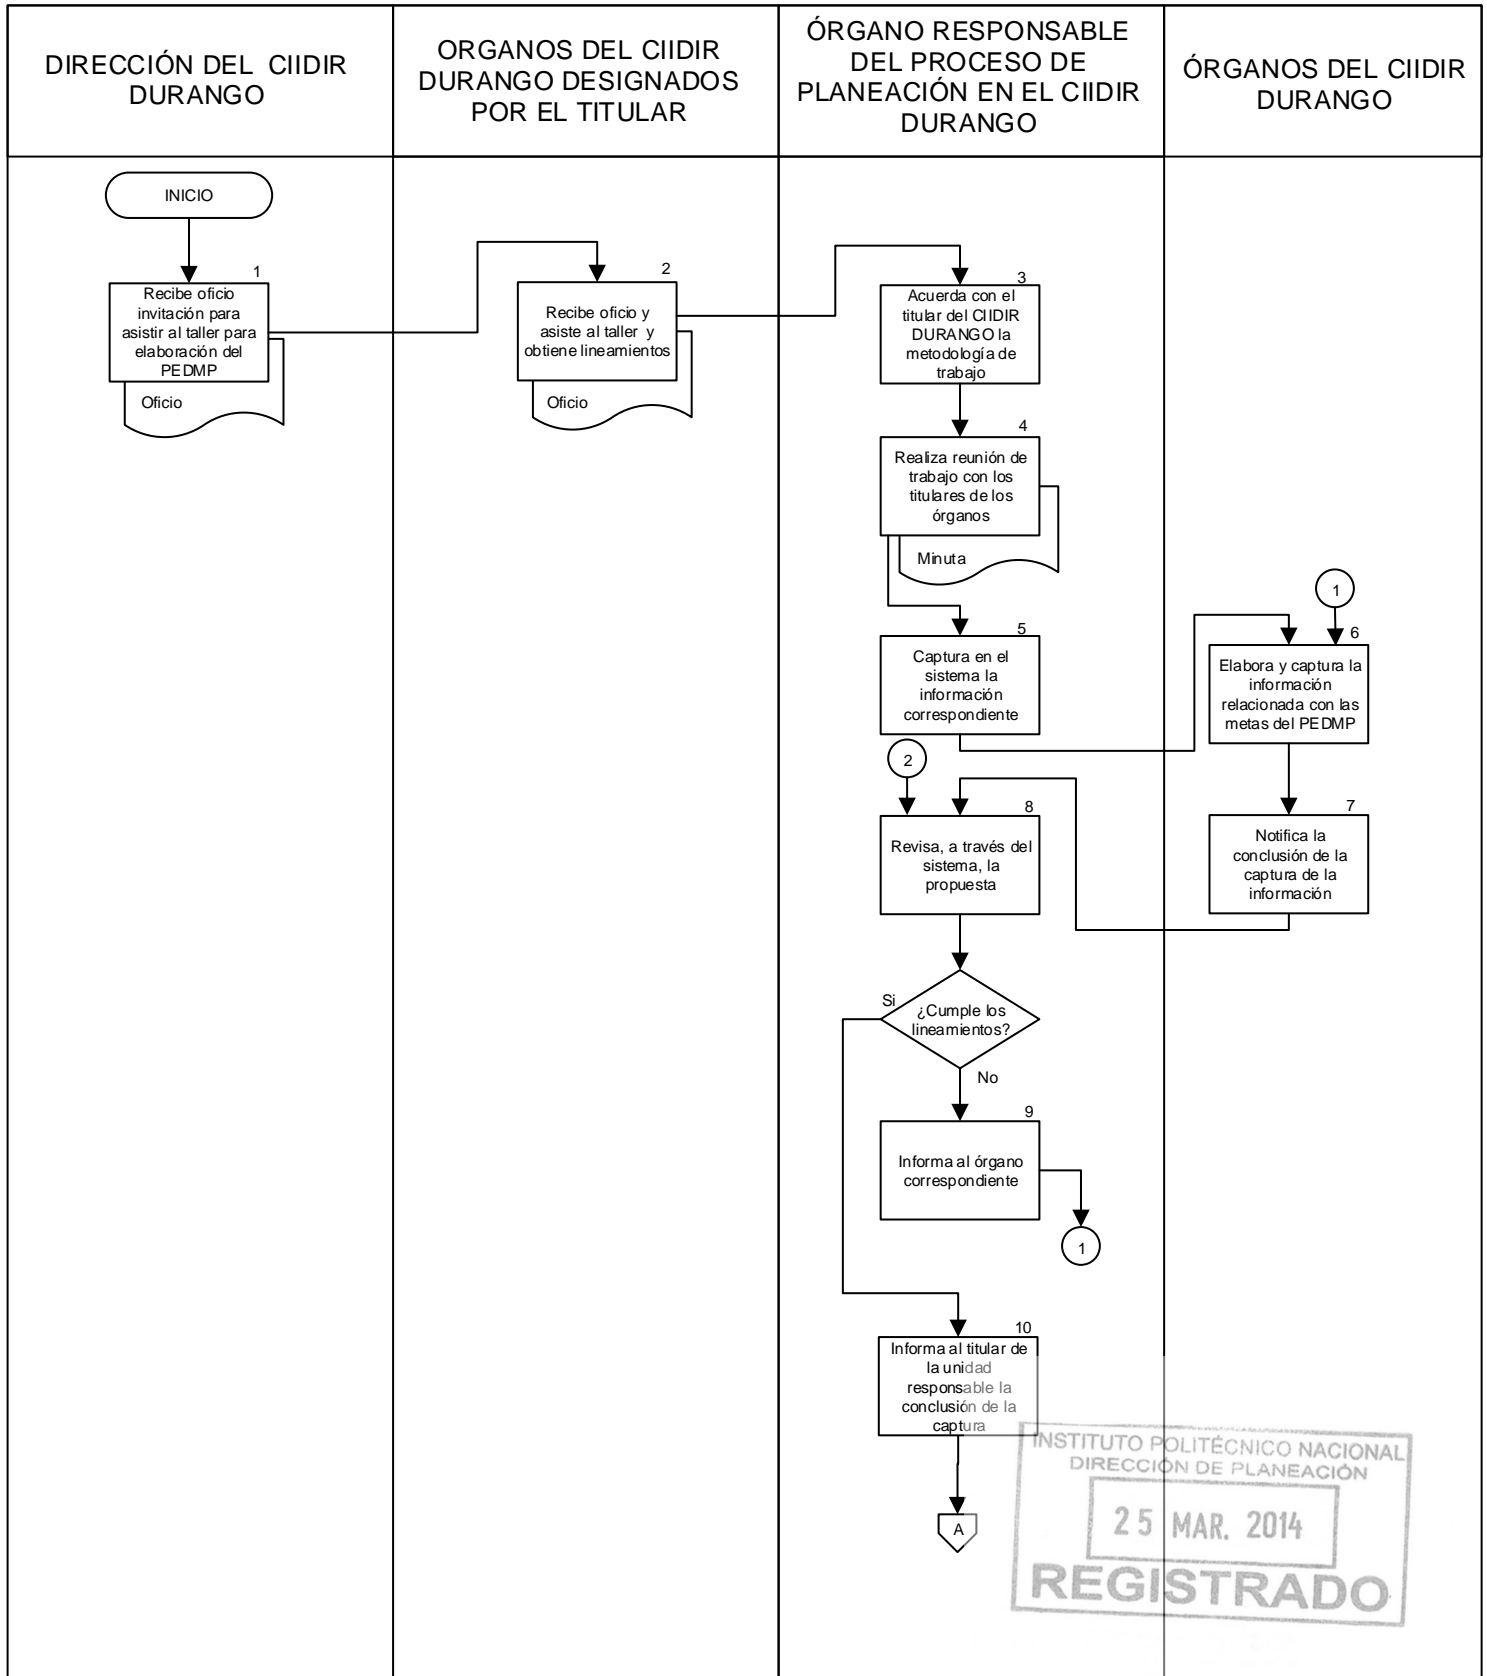 DIRECCIÓN DEL CIIDIR
DURANGO
ORGANOS DEL CIIDIR
DURANGO DESIGNADOS
POR EL TITULAR
ÓRGANO RESPONSABLE
DEL PROCESO DE
PLANEACIÓN EN EL CIIDIR
DURANGO
ÓRGANOS DEL CIIDIR
DURANGO
INICIO
1
Recibe oficio
invitación para
asistir al taller para
elaboración del
PEDMP
Oficio
2
Recibe oficio y
asiste al taller y
obtiene lineamientos
Oficio
3
Acuerda con el
titular del CIIDIR
DURANGO la
metodología de
trabajo
4
Realiza reunión de
trabajo con los
titulares de los
órganos
Minuta
5
Captura en el
sistema la
información
correspondiente
1
6
Elabora y captura la
información
relacionada con las
metas del PEDMP
7
Notifica la
conclusión de la
captura de la
información
2
8
Revisa, a través del
sistema, la
propuesta
¿Cumple los
lineamientos?
Si
No
9
Informa al órgano
correspondiente
1
10
Informa al titular de
la unidad
responsable la
conclusión de la
captura
A
INSTITUTO POLITÉCNICO NACIONAL
DIRECCIÓN DE PLANEACIÓN
25 MAR. 2014
REGISTRADO